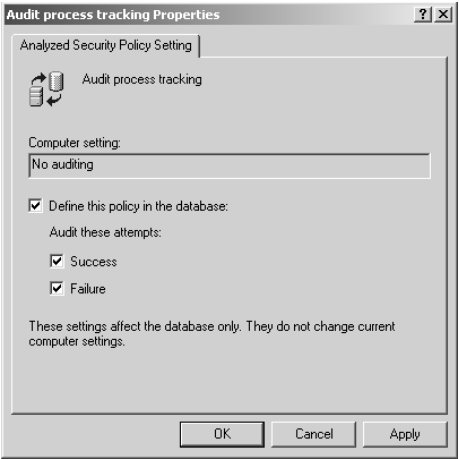 Audit process tracking Properties
Analyzed Security Policy Setting
Audit process tracking
Computer setting:
No auditing
Define this policy in the database:
Audit these attempts:
Success
Failure
These settings affect the database only. They do not change current
computer settings.
OK Cancel Apply